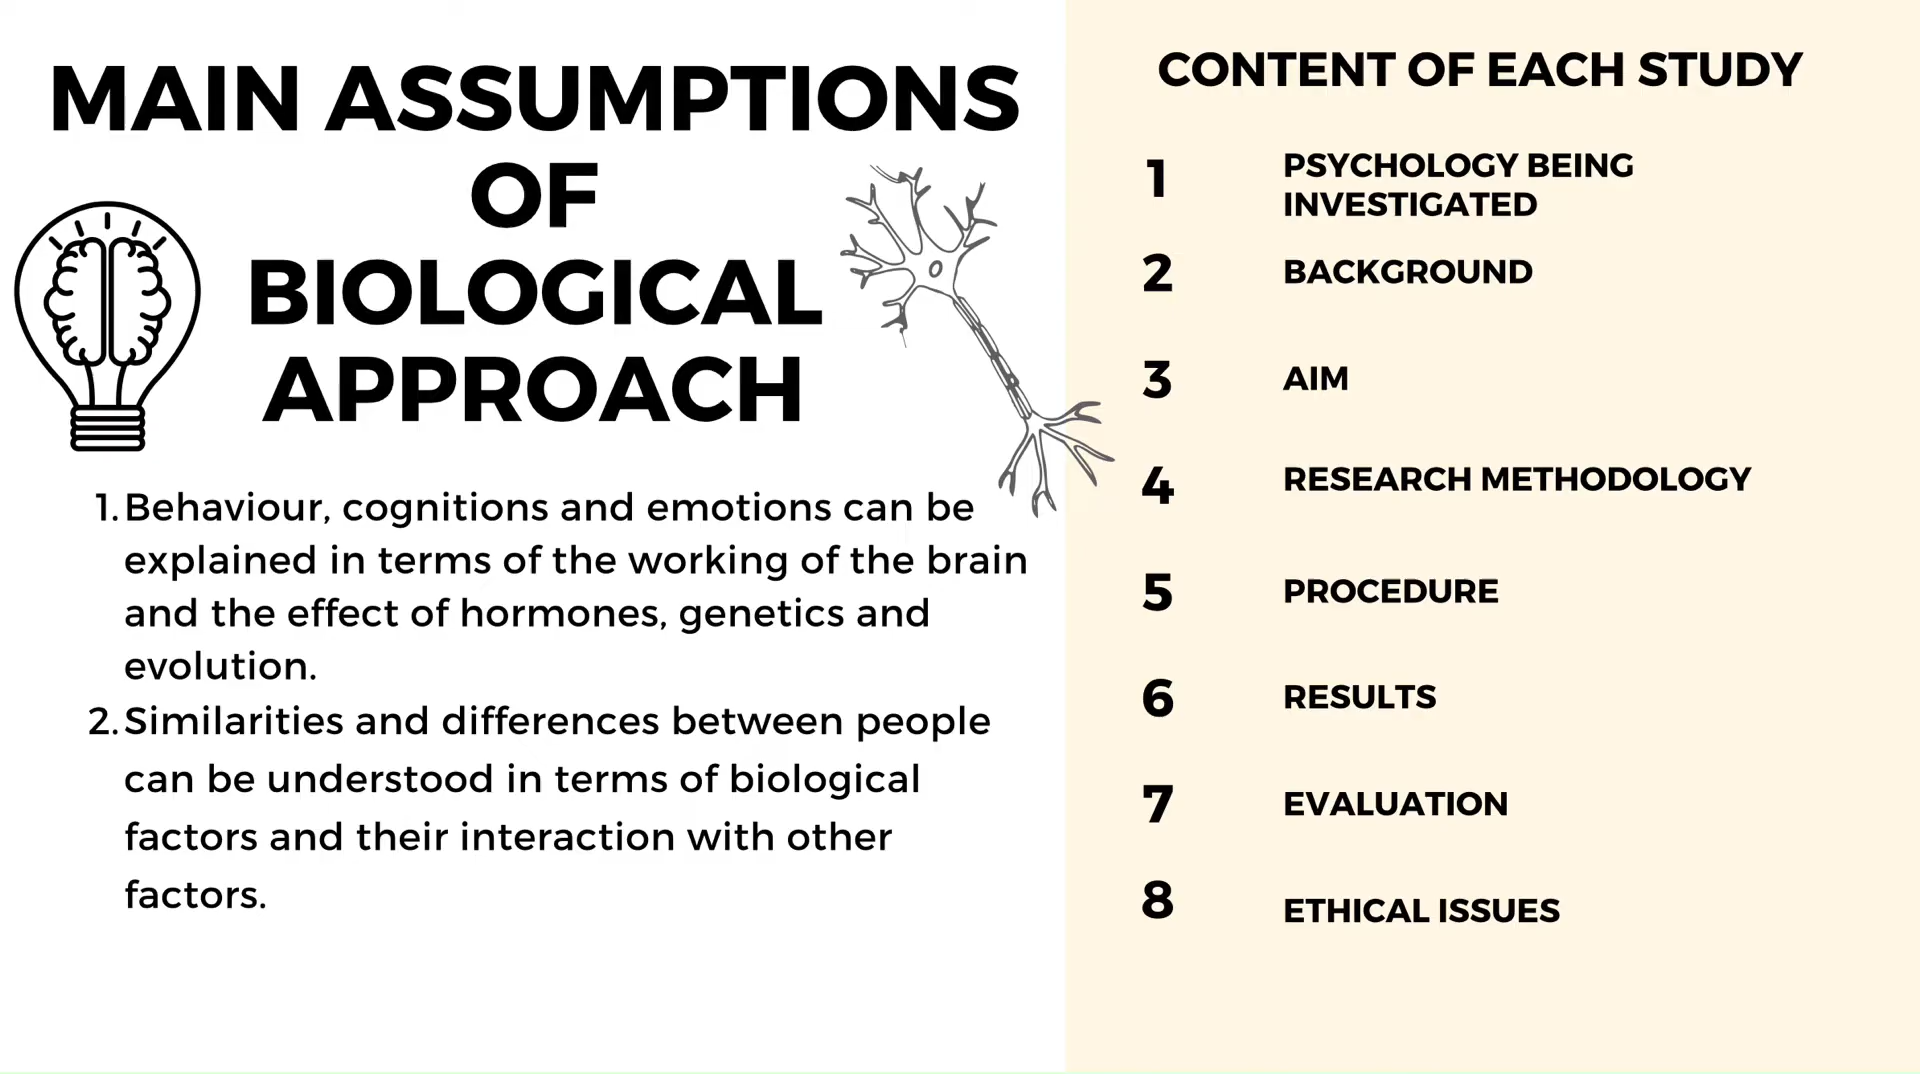 MAIN ASSUMPTIONS
OF
BIOLOGICAL
APPROACH
1. Behaviour, cognitions and emotions can be
explained in terms of the working of the brain
and the effect of hormones, genetics and
evolution.
2. Similarities and differences between people
can be understood in terms of biological
factors and their interaction with other
factors.
CONTENT OF EACH STUDY
1 PSYCHOLOGY BEING
INVESTIGATED
2 BACKGROUND
3 AIM
4 RESEARCH METHODOLOGY
5 PROCEDURE
6 RESULTS
7 EVALUATION
8 ETHICAL ISSUES